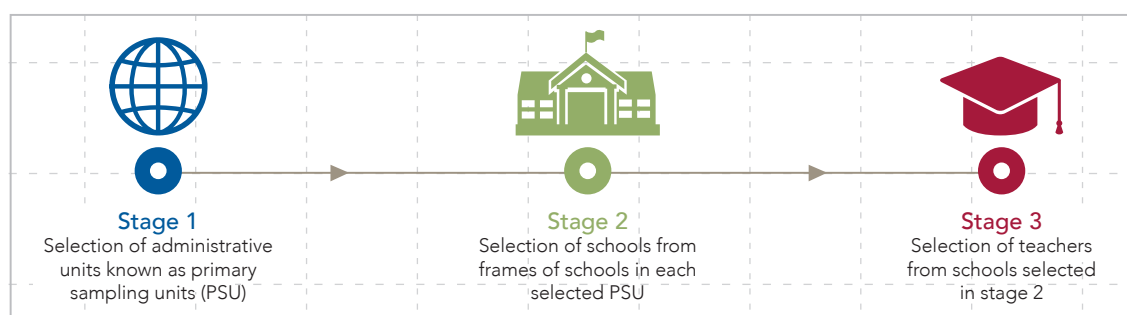 Stage 1
Selection of administrative
units known as primary
sampling units (PSU)
Stage 2
Selection of schools from
frames of schools in each
selected PSU
Stage 3
Selection of teachers
from schools selected
in stage 2